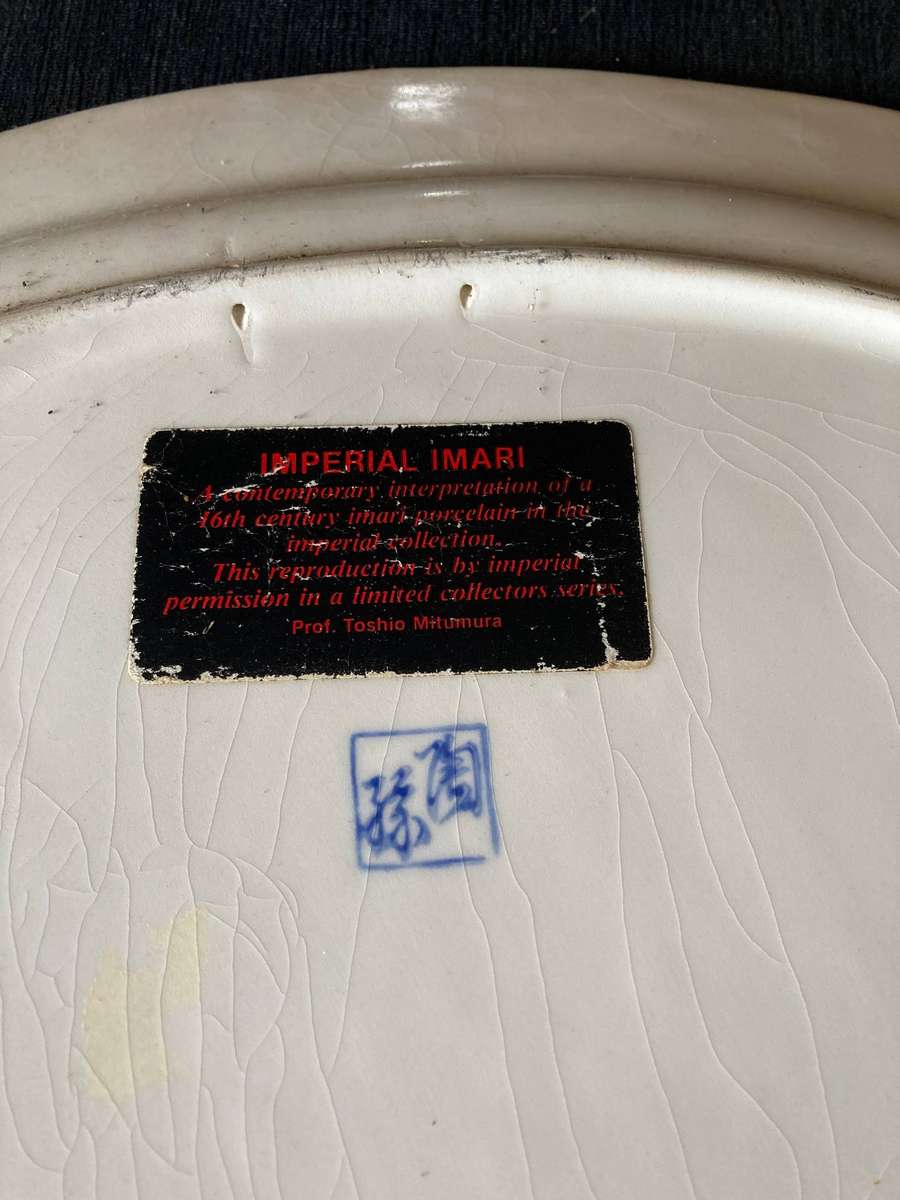 IMPERIAL IMARI
A contemporary interpretation of a
16th century imari porcelain in the
imperial collection.
This reproduction is by imperial
permission in a limited collectors series.
Prof. Toshio Mitumura